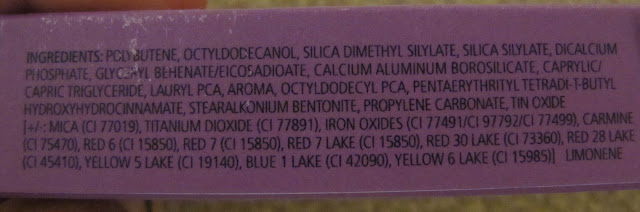 INGREDIENTS: POLYBUTENE, OCTYLDODECANOL, SILICA DIMETHYL SILYLATE, SILICA SILYLATE, DICALCIUM
PHOSPHATE, GLYCERYL BEHENATE/EICOSADIOATE, CALCIUM ALUMINUM BOROSILICATE, CAPRYLIC/
CAPRIC TRIGLYCERIDE, LAURYL PCA, AROMA, OCTYLDODECYL PCA, PENTAERYTHRITYL TETRADI-T-BUTYL
HYDROXYHYDROCINNAMATE, STEARALKONIUM BENTONITE, PROPYLENE CARBONATE, TIN OXIDE
[+/-: MICA (CI 77019), TITANIUM DIOXIDE (CI 77891), IRON OXIDES (CI 77491/CI 97792/CI 77499), CARMINE
(CI 75470), RED 6 (CI 15850), RED 7 (CI 15850), RED 7 LAKE (CI 15850), RED 30 LAKE (CI 73360), RED 28 LAKE
(CI 45410), YELLOW 5 LAKE (CI 19140), BLUE 1 LAKE (CI 42090), YELLOW 6 LAKE (CI 15985)] LIMONENE